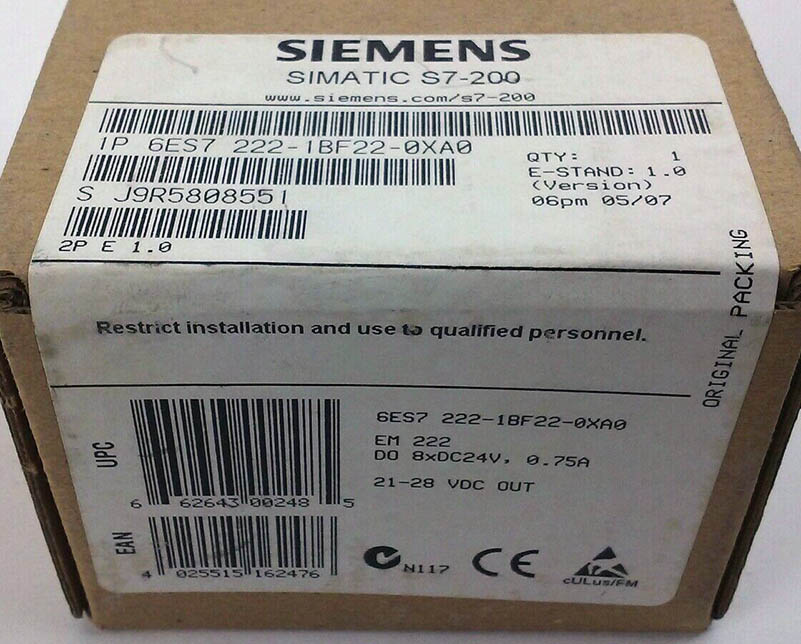 SIEMENS
SIMATIC S7-200
www.siemens.com/s7-200
1P 6ES7 222-1BF22-0XA0
S J9R5808551
2P E 1.0
QTY: 1
E-STAND: 1.0
(Version)
06pm 05/07
ORIGINAL PACKING
Restrict installation and use to qualified personnel.
UPC
6 62643 00248 5
EAN
4 025515 162476
6ES7 222-1BF22-0XA0
EM 222
DO 8xDC24V, 0.75A
21-28 VDC OUT
N117
CE
cULus/FM